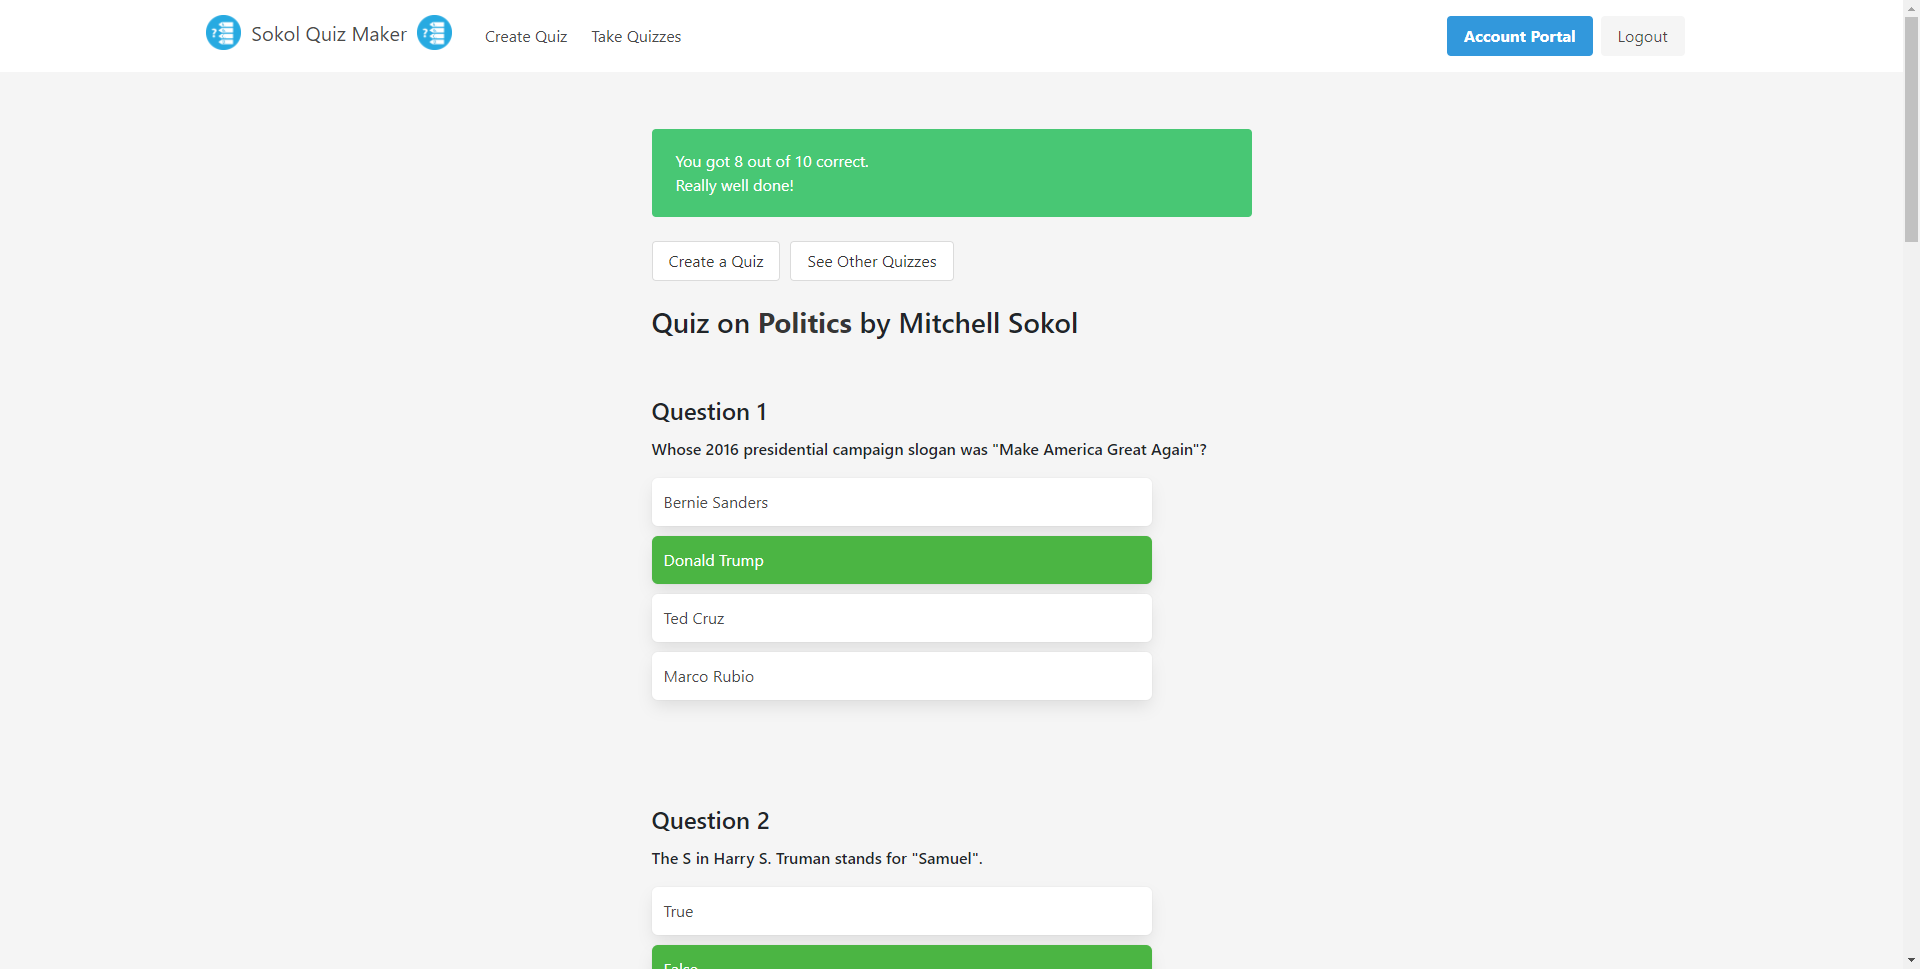 Sokol Quiz Maker
Create Quiz
Take Quizzes
Account Portal
Logout
You got 8 out of 10 correct.
Really well done!
Create a Quiz
See Other Quizzes
Quiz on Politics by Mitchell Sokol
Question 1
Whose 2016 presidential campaign slogan was "Make America Great Again"?
Bernie Sanders
Donald Trump
Ted Cruz
Marco Rubio
Question 2
The S in Harry S. Truman stands for "Samuel".
True
False